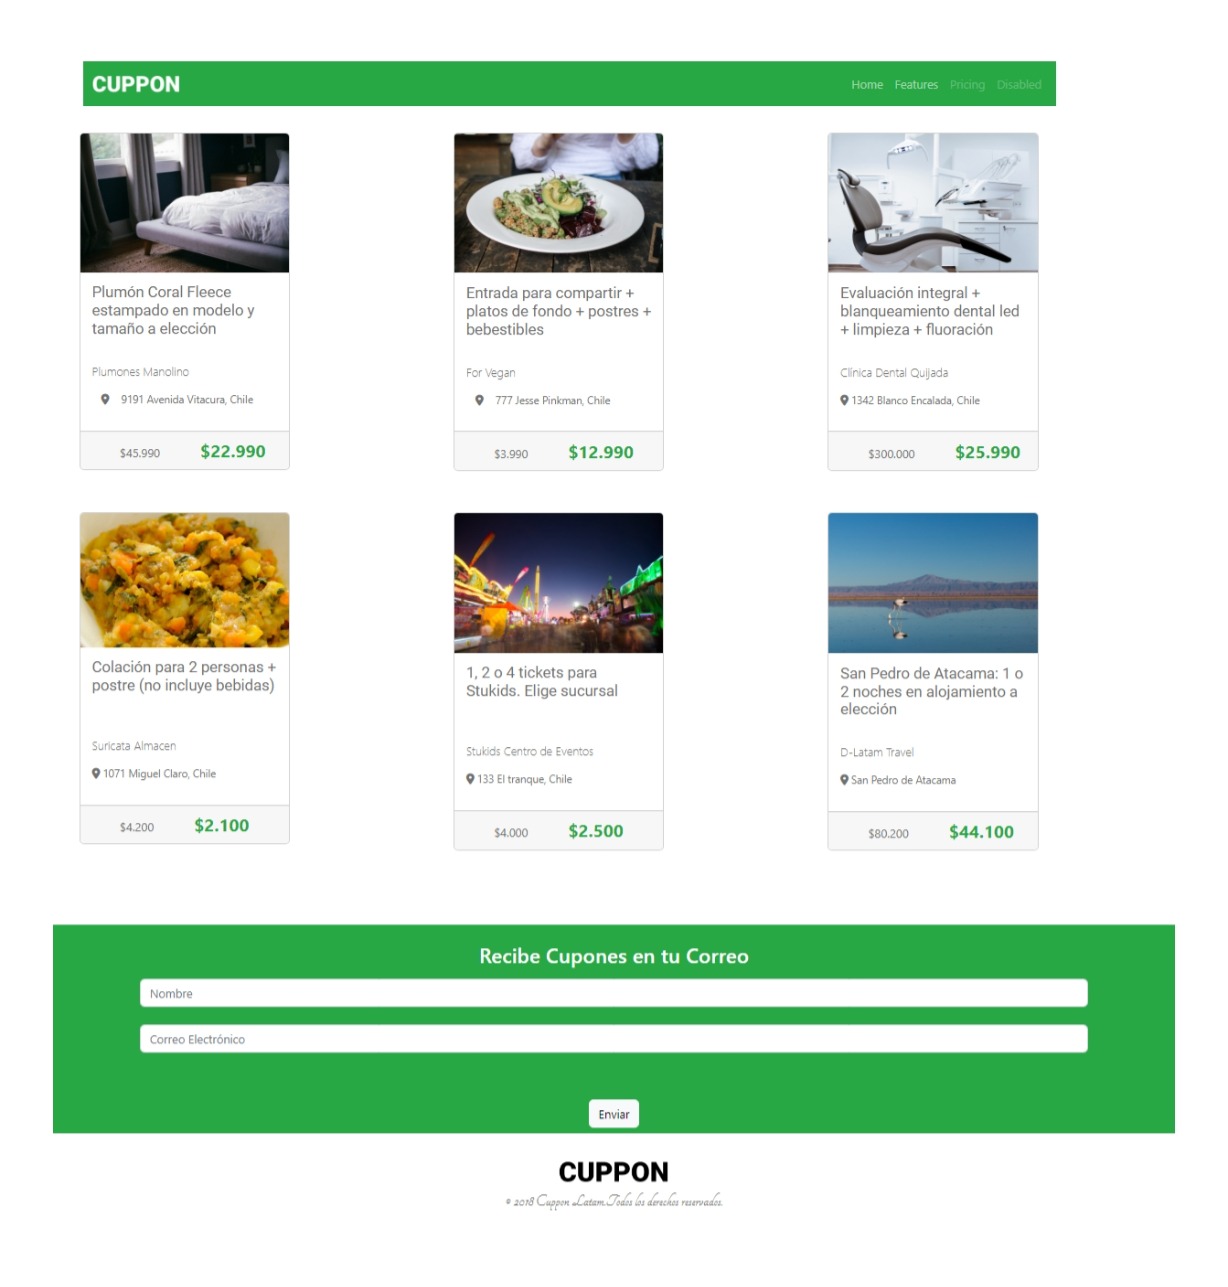 CUPPON
Home Features Pricing Disabled
Plumón Coral Fleece
estampado en modelo y
tamaño a elección
Plumones Manolino
9191 Avenida Vitacura, Chile
$45.990 $22.990
Entrada para compartir +
platos de fondo + postres +
bebestibles
For Vegan
777 Jesse Pinkman, Chile
$3.990 $12.990
Evaluación integral +
blanqueamiento dental led
+ limpieza + fluoración
Clínica Dental Quijada
1342 Blanco Encalada, Chile
$300.000 $25.990
Colación para 2 personas +
postre (no incluye bebidas)
Suricata Almacen
1071 Miguel Claro, Chile
$4.200 $2.100
1, 2 o 4 tickets para
Stukids. Elige sucursal
Stukids Centro de Eventos
133 El tranque, Chile
$4.000 $2.500
San Pedro de Atacama: 1 o
2 noches en alojamiento a
elección
D-Latam Travel
San Pedro de Atacama
$80.200 $44.100
Recibe Cupones en tu Correo
Nombre
Correo Electrónico
Enviar
CUPPON
© 2018 Cuppon Latam.Todos los derechos reservados.